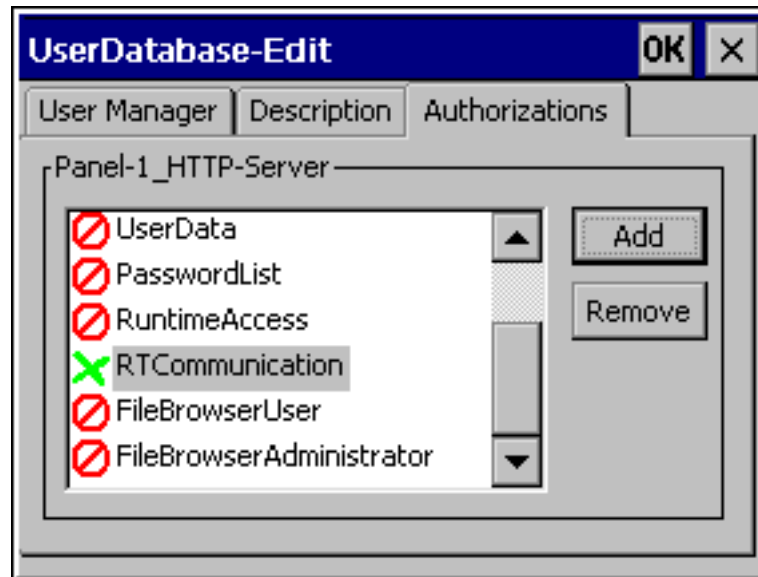 UserDatabase-Edit OK ×
User Manager Description Authorizations
Panel-1_HTTP-Server
UserData
PasswordList
RuntimeAccess
RTCommunication
FileBrowserUser
FileBrowserAdministrator
Add
Remove